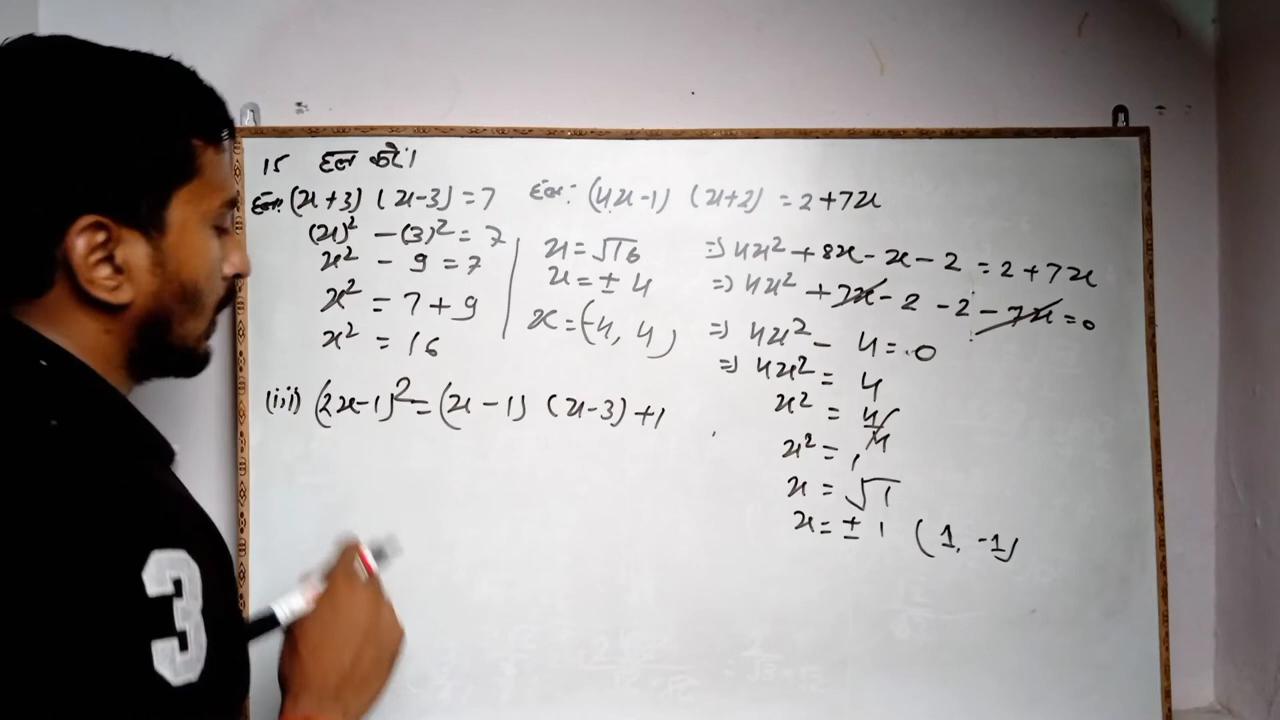 15 हल करें।
हल: (x+3) (x-3) = 7
(x)² - (3)² = 7
x² - 9 = 7
x² = 7 + 9
x² = 16
x = √16
x = ± 4
x = (-4, 4)
हल: (4x-1) (x+2) = 2+7x
⇒ 4x² + 8x - x - 2 = 2 + 7x
⇒ 4x² + 7x - 2 - 2 - 7x = 0
⇒ 4x² - 4 = 0
⇒ 4x² = 4
x² = 4/4
x² = 1
x = √1
x = ± 1 (1, -1)
(iii) (2x-1)² = (x-1) (x-3) + 1
3